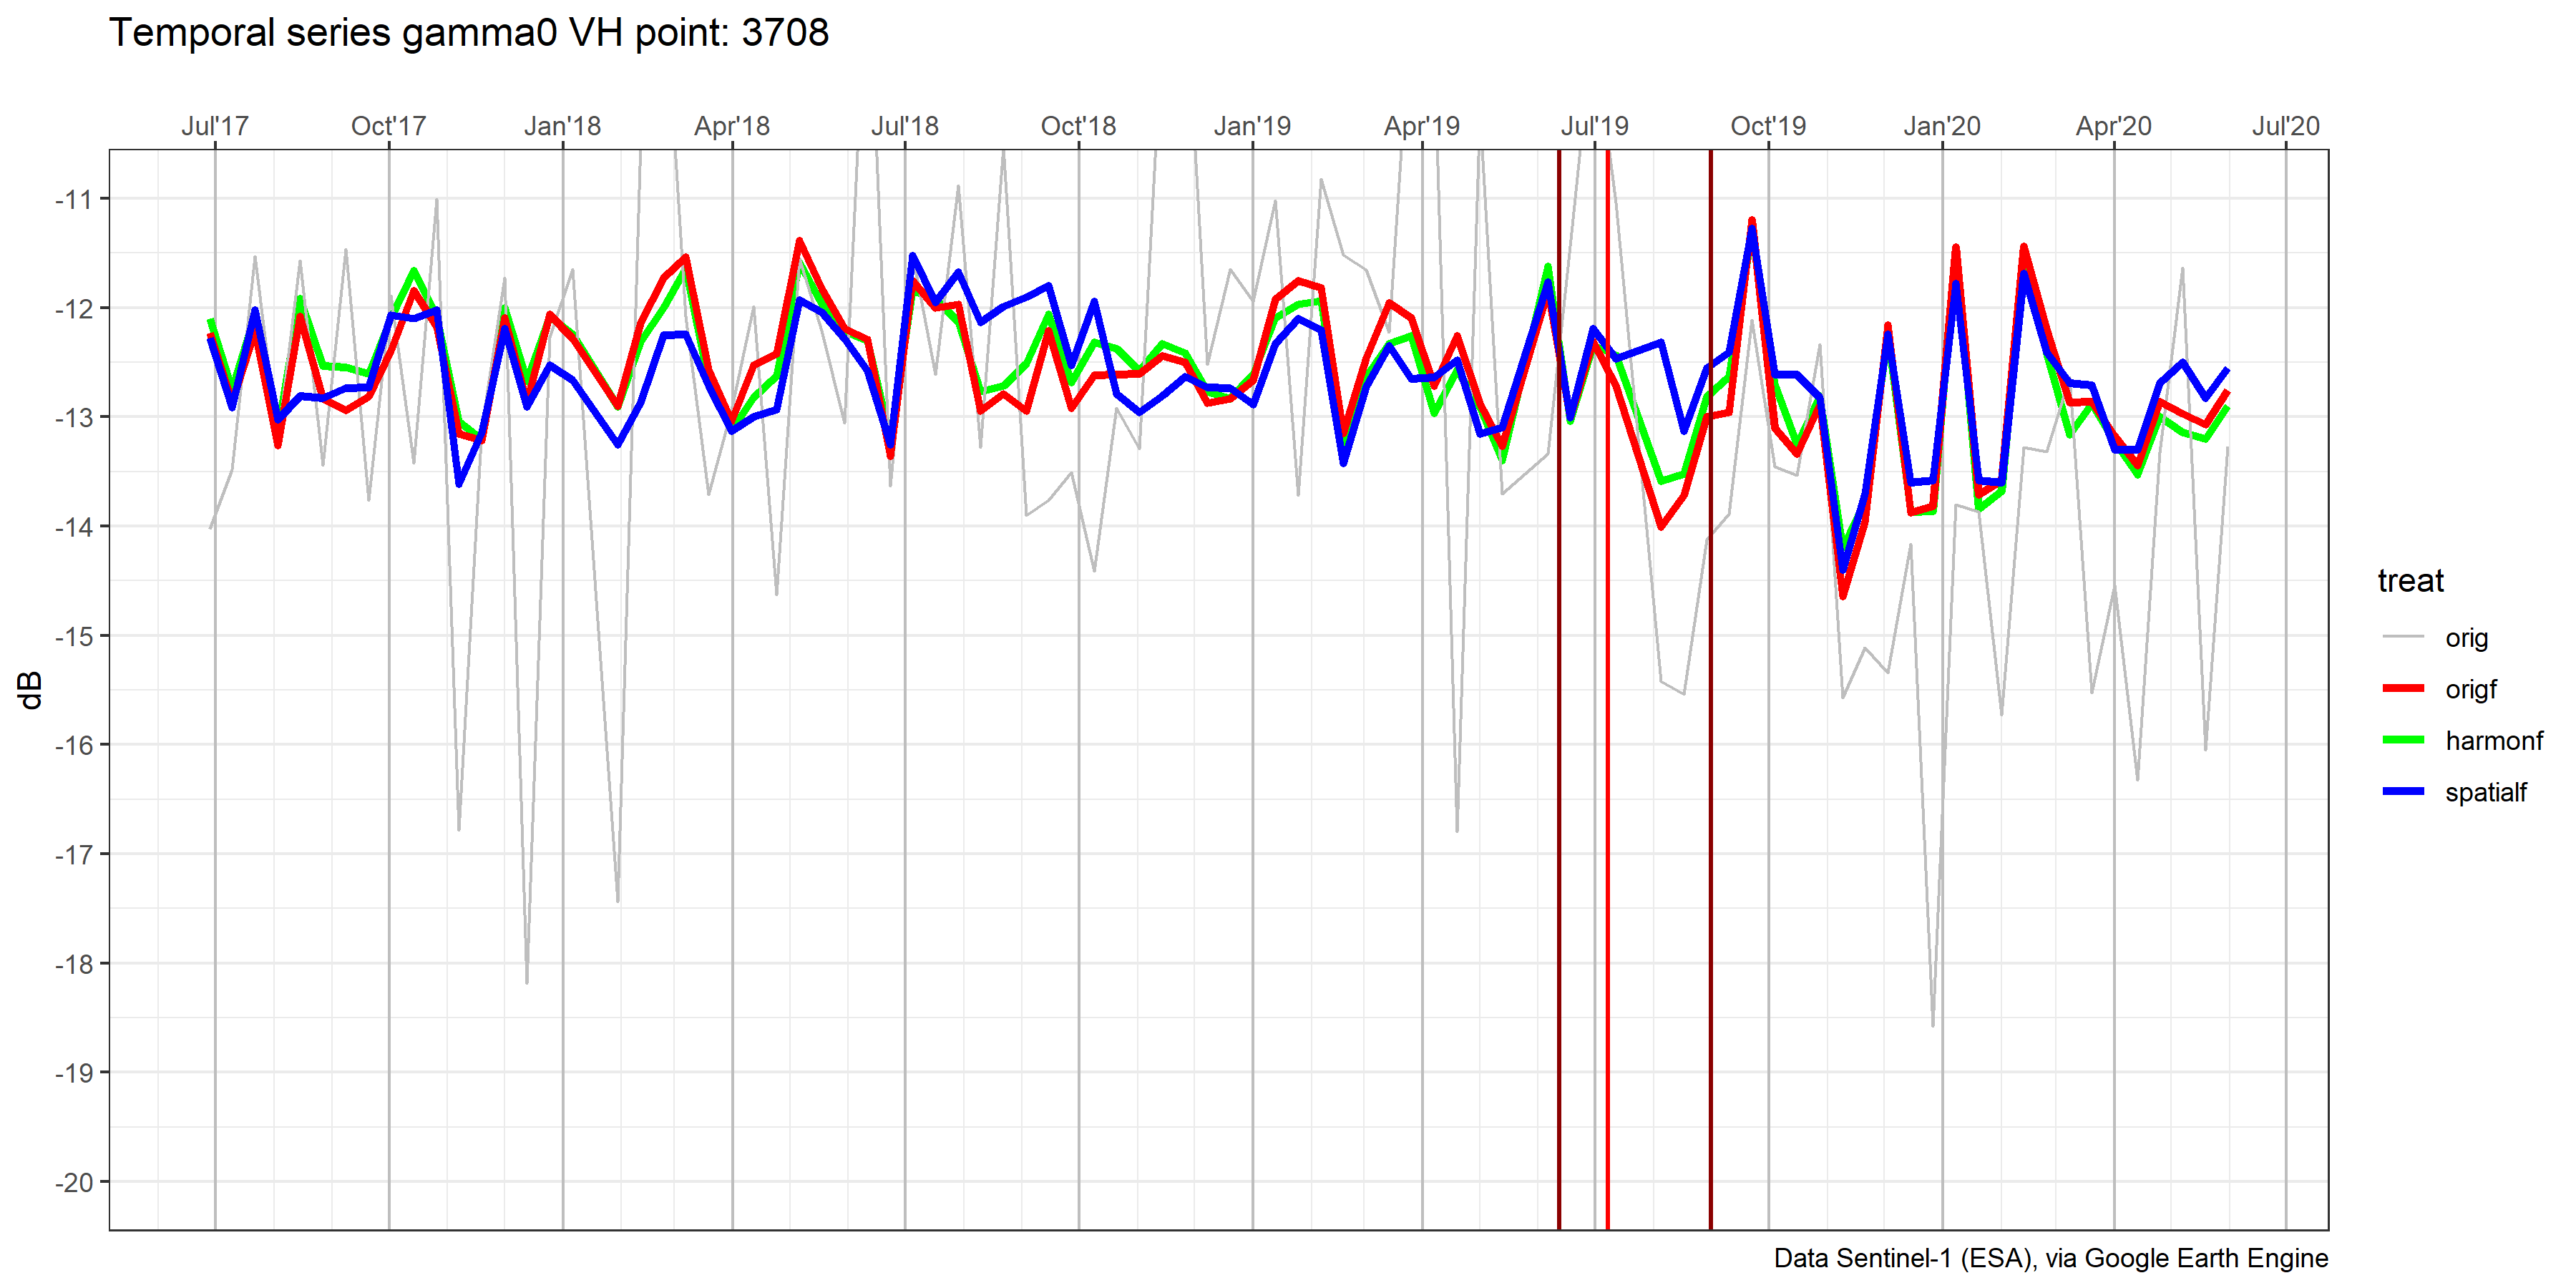 Temporal series gamma0 VH point: 3708
Jul'17 Oct'17 Jan'18 Apr'18 Jul'18 Oct'18 Jan'19 Apr'19 Jul'19 Oct'19 Jan'20 Apr'20 Jul'20
-11
-12
-13
-14
-15
-16
-17
-18
-19
-20
dB
treat
orig
origf
harmonf
spatialf
Data Sentinel-1 (ESA), via Google Earth Engine